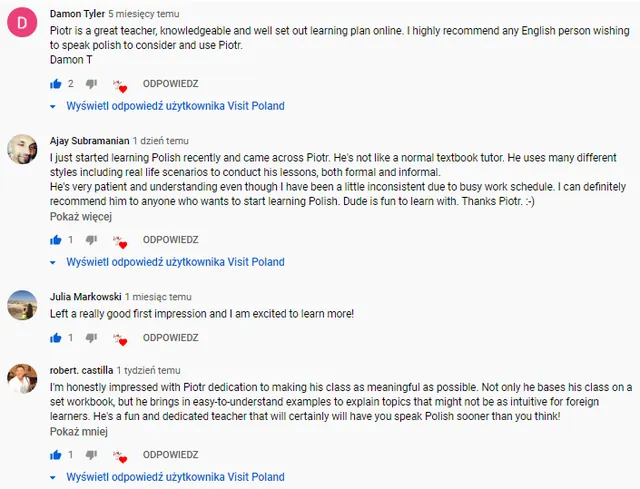 D
Damon Tyler 5 miesięcy temu
Piotr is a great teacher, knowledgeable and well set out learning plan online. I highly recommend any English person wishing
to speak polish to consider and use Piotr.
Damon T
2 ODPOWIEDZ
Wyświetl odpowiedź użytkownika Visit Poland
Ajay Subramanian 1 dzień temu
I just started learning Polish recently and came across Piotr. He's not like a normal textbook tutor. He uses many different
styles including real life scenarios to conduct his lessons, both formal and informal.
He's very patient and understanding even though I have been a little inconsistent due to busy work schedule. I can definitely
recommend him to anyone who wants to start learning Polish. Dude is fun to learn with. Thanks Piotr. :-)
Pokaż więcej
1 ODPOWIEDZ
Wyświetl odpowiedź użytkownika Visit Poland
Julia Markowski 1 miesiąc temu
Left a really good first impression and I am excited to learn more!
1 ODPOWIEDZ
robert. castilla 1 tydzień temu
I'm honestly impressed with Piotr dedication to making his class as meaningful as possible. Not only he bases his class on a
set workbook, but he brings in easy-to-understand examples to explain topics that might not be as intuitive for foreign
learners. He's a fun and dedicated teacher that will certainly will have you speak Polish sooner than you think!
Pokaż mniej
1 ODPOWIEDZ
Wyświetl odpowiedź użytkownika Visit Poland